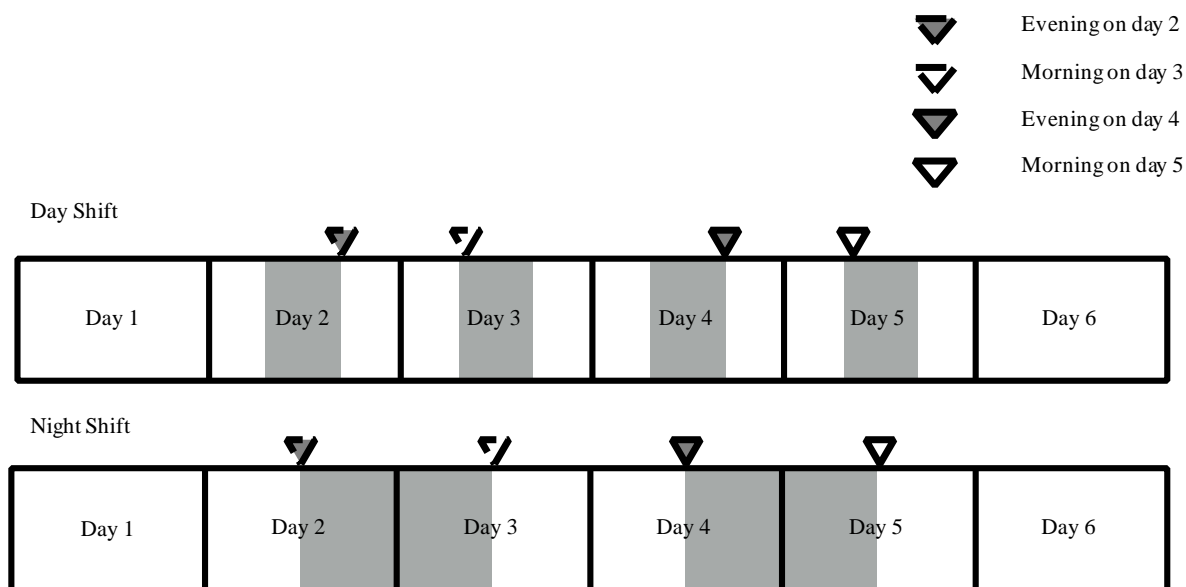 Evening on day 2
Morning on day 3
Evening on day 4
Morning on day 5
Day Shift
Day 1 Day 2 Day 3 Day 4 Day 5 Day 6
Night Shift
Day 1 Day 2 Day 3 Day 4 Day 5 Day 6